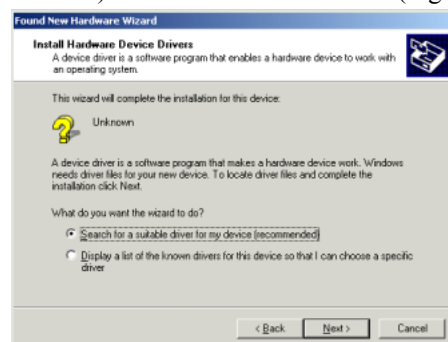 Found New Hardware Wizard
Install Hardware Device Drivers
A device driver is a software program that enables a hardware device to work with
an operating system.
This wizard will complete the installation for this device:
Unknown
A device driver is a software program that makes a hardware device work. Windows
needs driver files for your new device. To locate driver files and complete the
installation click Next.
What do you want the wizard to do?
Search for a suitable driver for my device (recommended)
Display a list of the known drivers for this device so that I can choose a specific
driver
< Back Next > Cancel